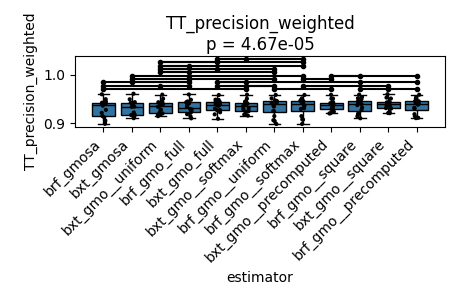 TT_precision_weighted
p = 4.67e-05
TT_precision_weighted
1.0
0.9
brf_gmosa
bxt_gmosa
bxt_gmo__uniform
brf_gmo_full
bxt_gmo_full
bxt_gmo__softmax
brf_gmo__uniform
brf_gmo__softmax
bxt_gmo__precomputed
brf_gmo__square
bxt_gmo__square
brf_gmo__precomputed
estimator